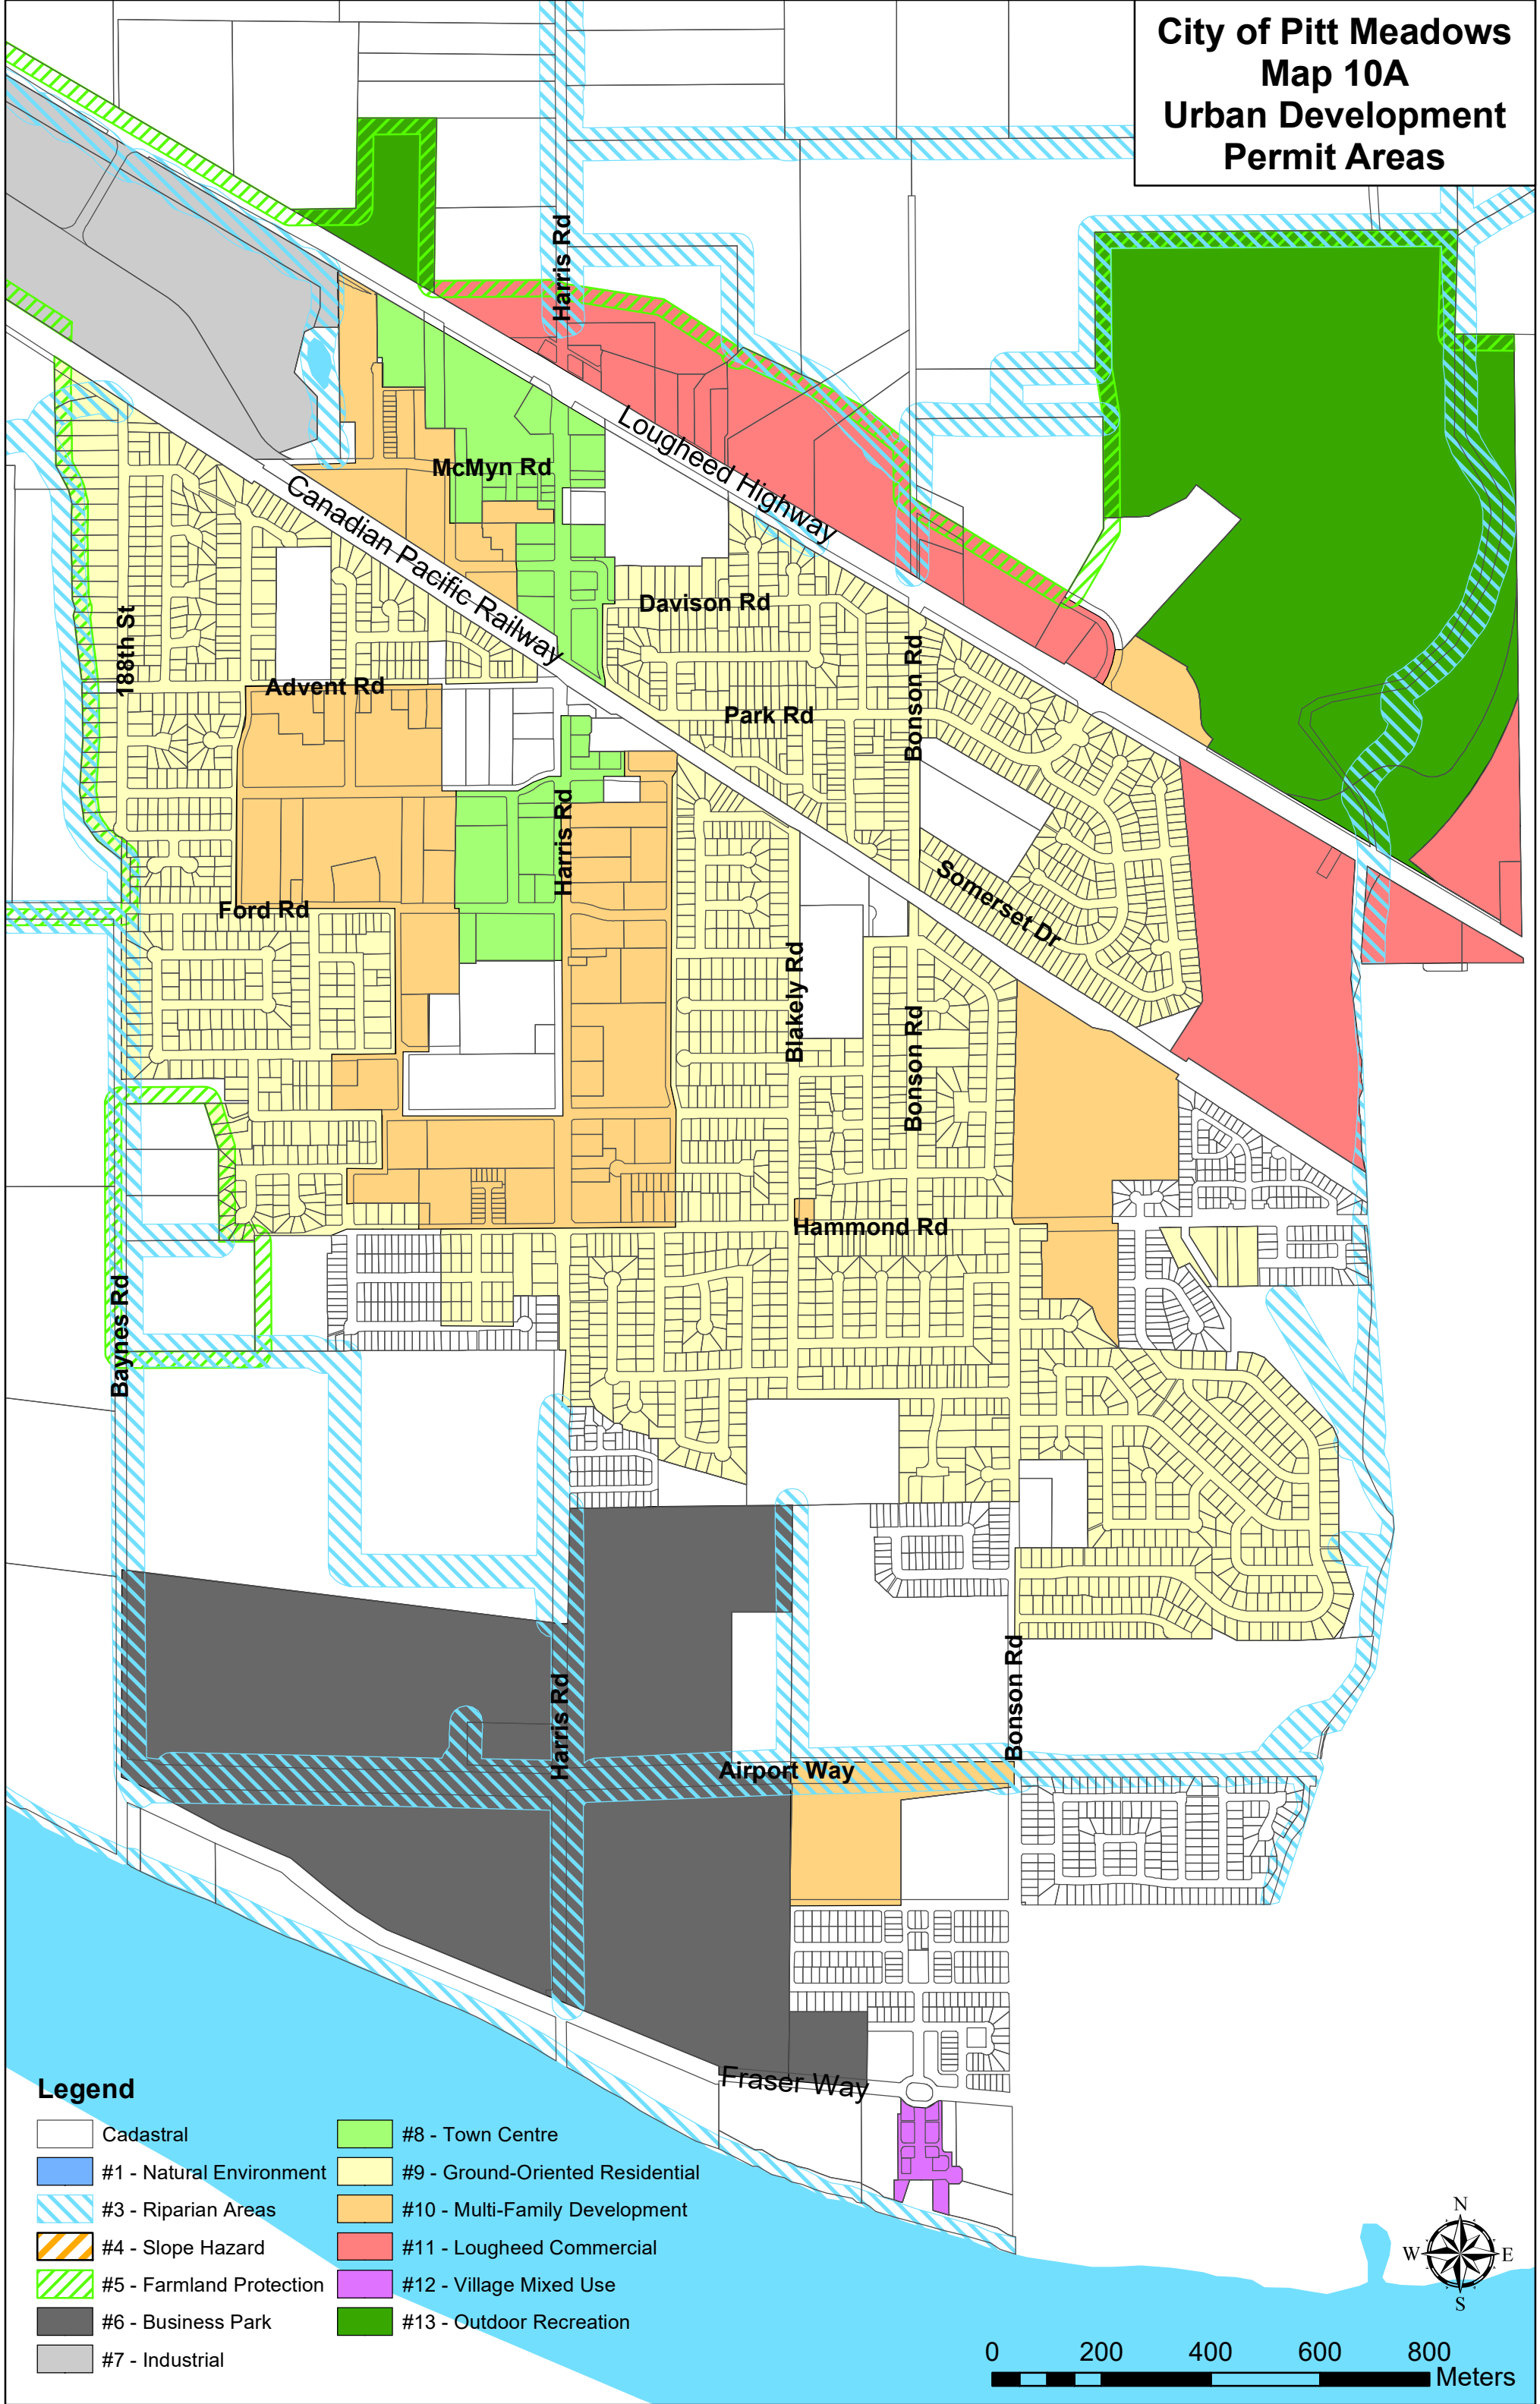 City of Pitt Meadows
Map 10A
Urban Development
Permit Areas
Harris Rd
Lougheed Highway
McMyn Rd
Canadian Pacific Railway
Davison Rd
188th St
Advent Rd
Park Rd
Bonson Rd
Harris Rd
Somerset Dr
Ford Rd
Blakely Rd
Bonson Rd
Hammond Rd
Baynes Rd
Harris Rd
Bonson Rd
Airport Way
Fraser Way
Legend
Cadastral
#1 - Natural Environment
#3 - Riparian Areas
#4 - Slope Hazard
#5 - Farmland Protection
#6 - Business Park
#7 - Industrial
#8 - Town Centre
#9 - Ground-Oriented Residential
#10 - Multi-Family Development
#11 - Lougheed Commercial
#12 - Village Mixed Use
#13 - Outdoor Recreation
N
W E
S
0 200 400 600 800
Meters